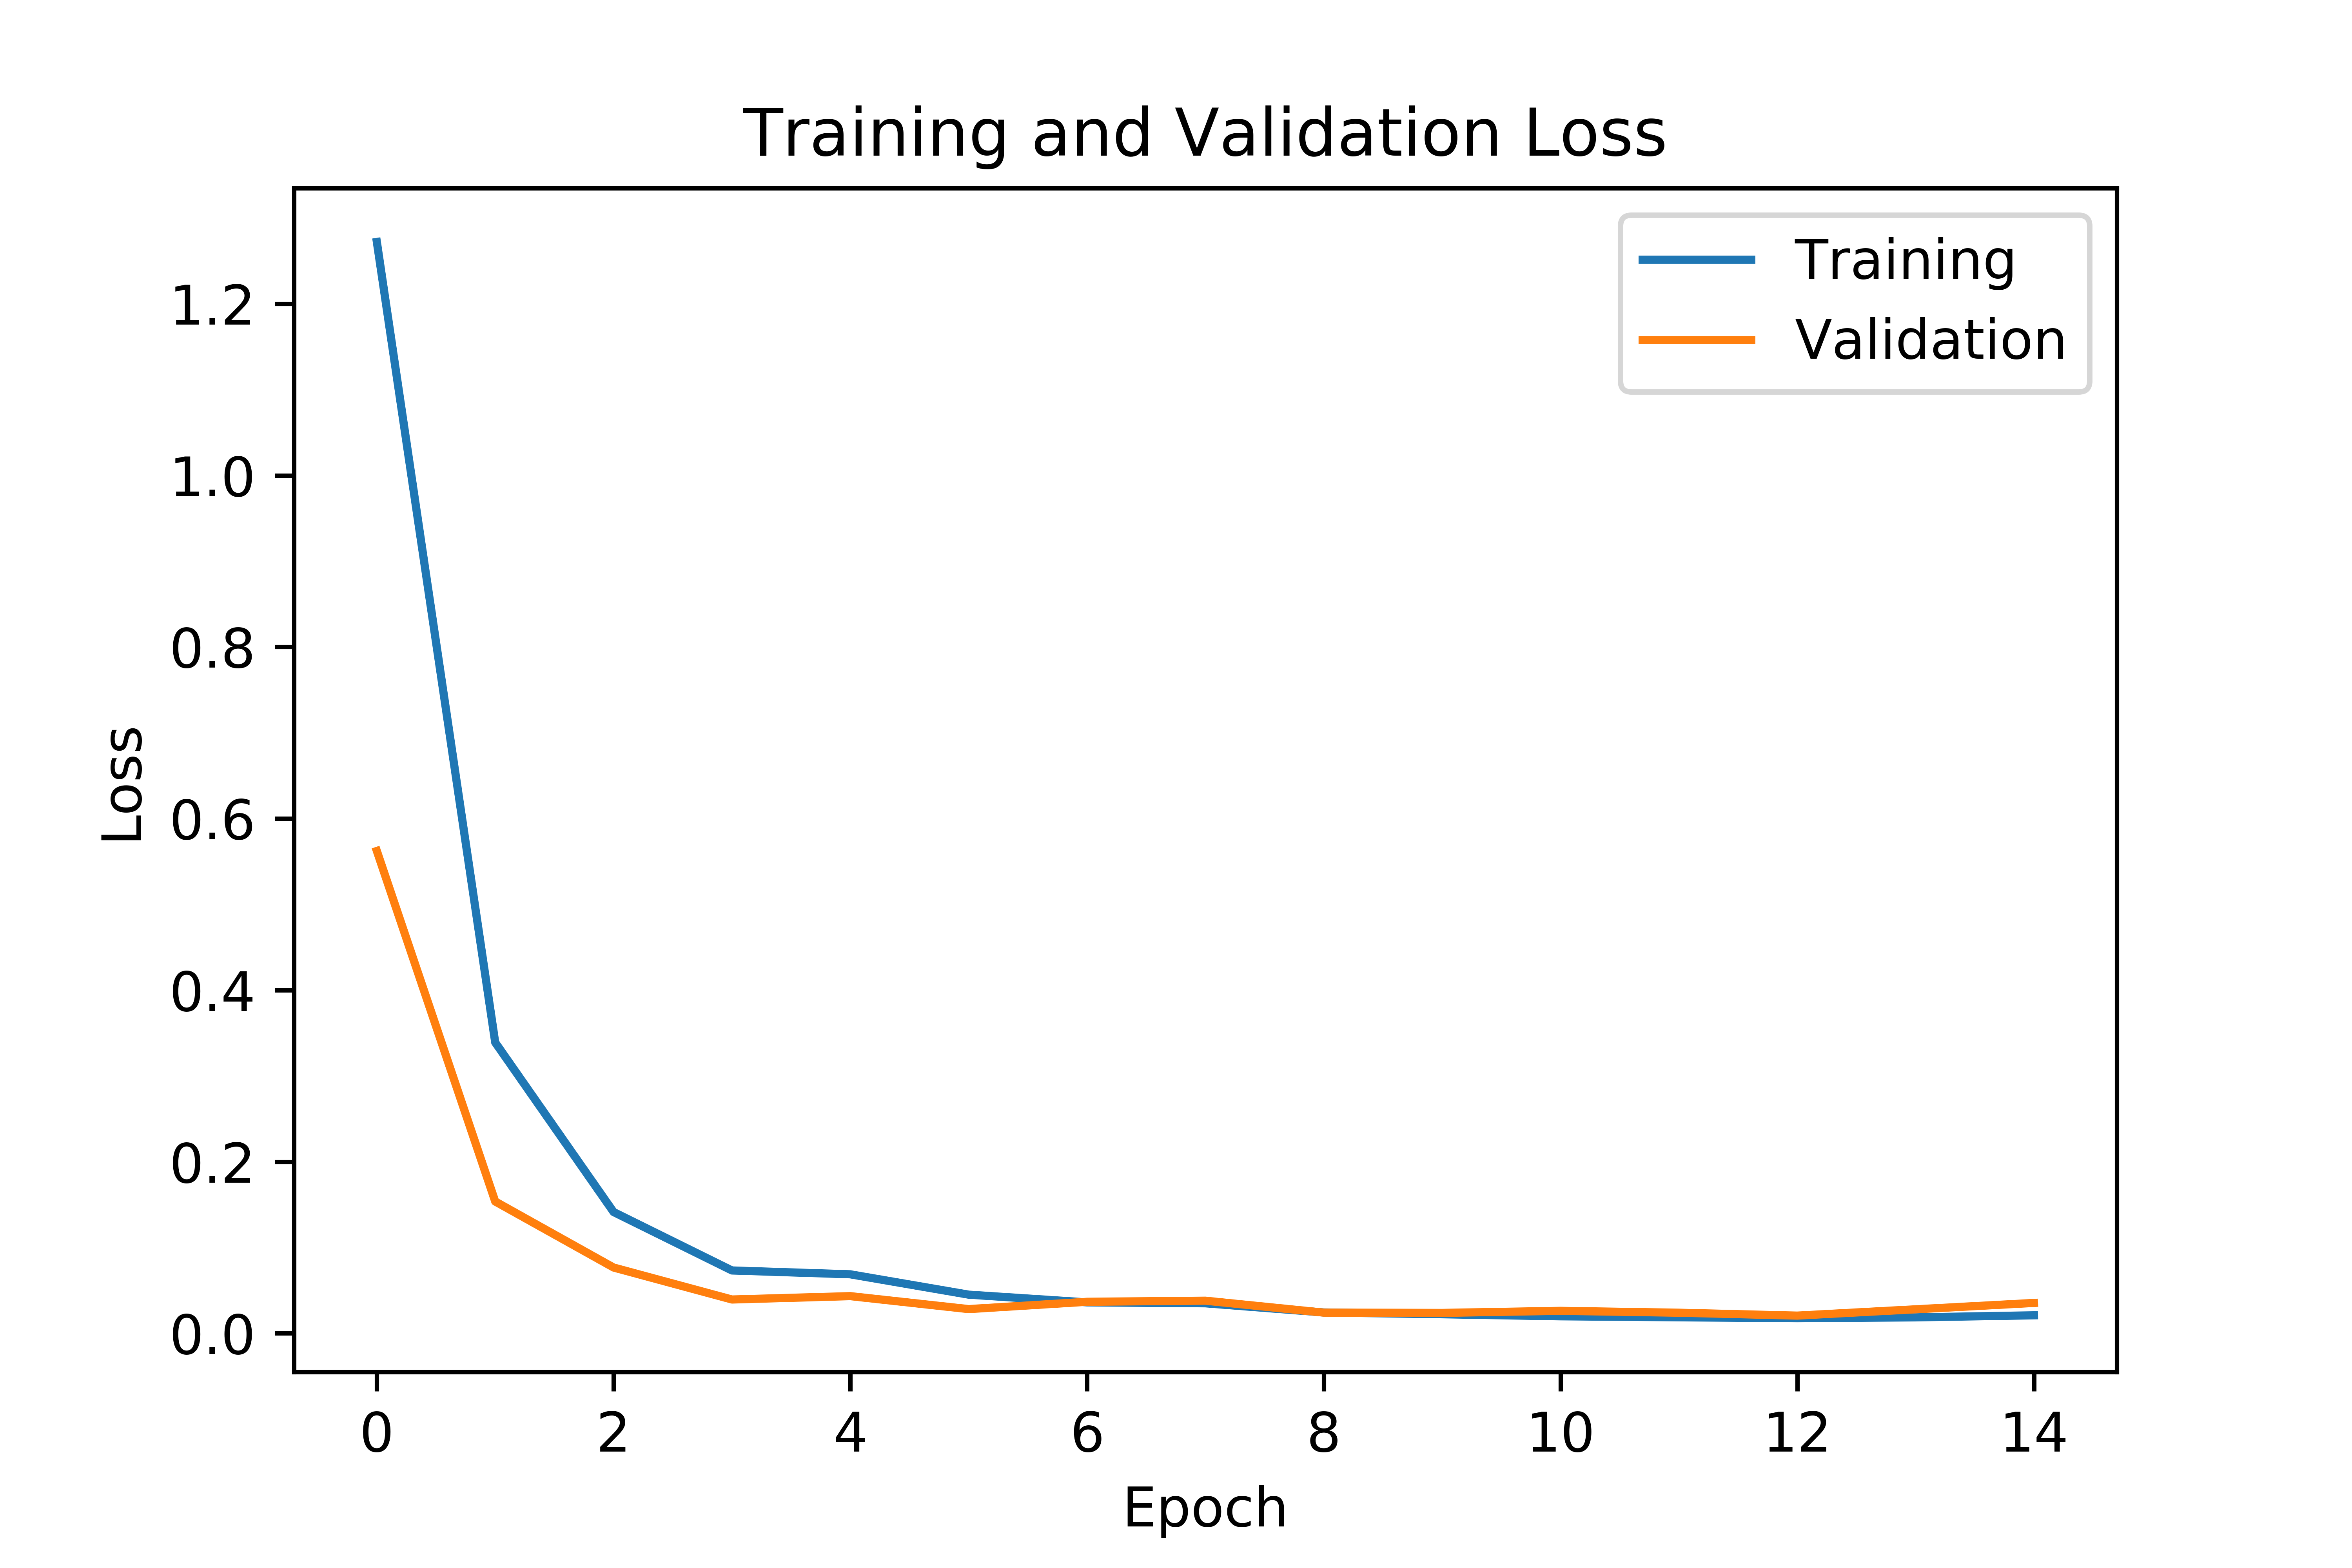 Training and Validation Loss
Training
Validation
1.2
1.0
0.8
0.6
0.4
0.2
0.0
Loss
0 2 4 6 8 10 12 14
Epoch